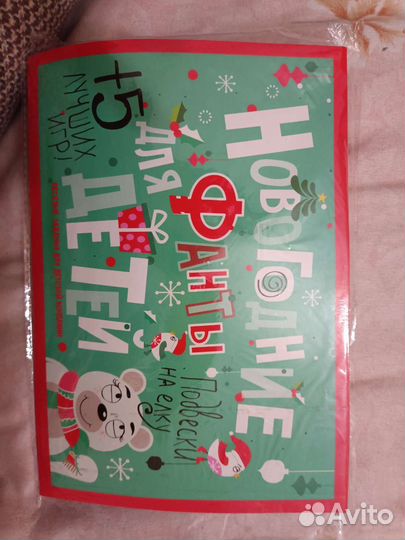 НОВОГОДНИЕ
ФАНТЫ
ДЛЯ
ДЕТЕЙ
Подвески
на ёлку
+5
ЛУЧШИХ
ИГР!
Avito